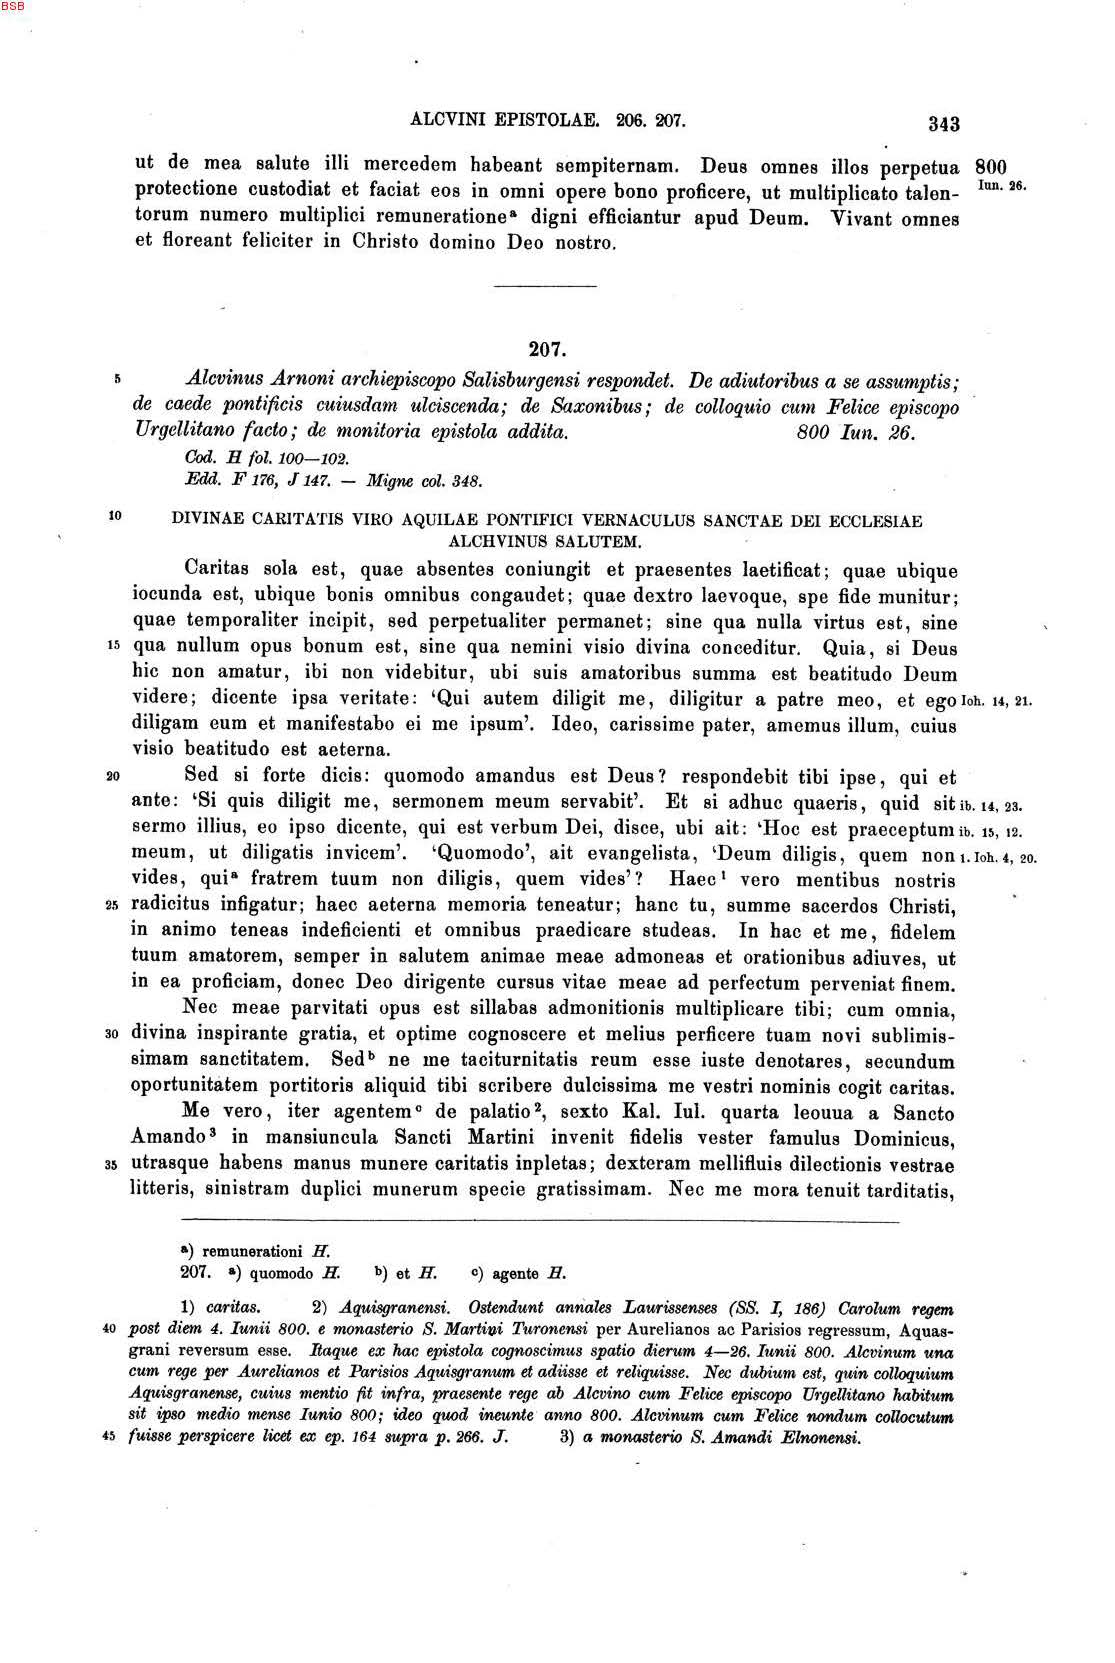 BSB
ALCVINI EPISTOLAE. 206. 207. 343
ut de mea salute illi mercedem habeant sempiternam. Deus omnes illos perpetua 800
protectione custodiat et faciat eos in omni opere bono proficere, ut multiplicato talen- Iun. 26.
torum numero multiplici remunerationeᵃ digni efficiantur apud Deum. Vivant omnes
et floreant feliciter in Christo domino Deo nostro.
207.
5 Alcvinus Arnoni archiepiscopo Salisburgensi respondet. De adiutoribus a se assumptis;
de caede pontificis cuiusdam ulciscenda; de Saxonibus; de colloquio cum Felice episcopo
Urgellitano facto; de monitoria epistola addita. 800 Iun. 26.
Cod. H fol. 100—102.
Edd. F 176, J 147. — Migne col. 348.
10 DIVINAE CARITATIS VIRO AQUILAE PONTIFICI VERNACULUS SANCTAE DEI ECCLESIAE
ALCHVINUS SALUTEM.
Caritas sola est, quae absentes coniungit et praesentes laetificat; quae ubique
iocunda est, ubique bonis omnibus congaudet; quae dextro laevoque, spe fide munitur;
quae temporaliter incipit, sed perpetualiter permanet; sine qua nulla virtus est, sine
15 qua nullum opus bonum est, sine qua nemini visio divina conceditur. Quia, si Deus
hic non amatur, ibi non videbitur, ubi suis amatoribus summa est beatitudo Deum
videre; dicente ipsa veritate: ‘Qui autem diligit me, diligitur a patre meo, et ego Ioh. 14, 21.
diligam eum et manifestabo ei me ipsum’. Ideo, carissime pater, amemus illum, cuius
visio beatitudo est aeterna.
20 Sed si forte dicis: quomodo amandus est Deus? respondebit tibi ipse, qui et
ante: ‘Si quis diligit me, sermonem meum servabit’. Et si adhuc quaeris, quid sit ib. 14, 23.
sermo illius, eo ipso dicente, qui est verbum Dei, disce, ubi ait: ‘Hoc est praeceptum ib. 15, 12.
meum, ut diligatis invicem’. ‘Quomodo’, ait evangelista, ‘Deum diligis, quem non 1. Ioh. 4, 20.
vides, quiᵃ fratrem tuum non diligis, quem vides’? Haec¹ vero mentibus nostris
25 radicitus infigatur; haec aeterna memoria teneatur; hanc tu, summe sacerdos Christi,
in animo teneas indeficienti et omnibus praedicare studeas. In hac et me, fidelem
tuum amatorem, semper in salutem animae meae admoneas et orationibus adiuves, ut
in ea proficiam, donec Deo dirigente cursus vitae meae ad perfectum perveniat finem.
Nec meae parvitati opus est sillabas admonitionis multiplicare tibi; cum omnia,
30 divina inspirante gratia, et optime cognoscere et melius perficere tuam novi sublimis-
simam sanctitatem. Sedᵇ ne me taciturnitatis reum esse iuste denotares, secundum
oportunitatem portitoris aliquid tibi scribere dulcissima me vestri nominis cogit caritas.
Me vero, iter agentemᶜ de palatio², sexto Kal. Iul. quarta leouua a Sancto
Amando³ in mansiuncula Sancti Martini invenit fidelis vester famulus Dominicus,
35 utrasque habens manus munere caritatis inpletas; dexteram mellifluis dilectionis vestrae
litteris, sinistram duplici munerum specie gratissimam. Nec me mora tenuit tarditatis,
ᵃ) remunerationi H.
207. ᵃ) quomodo H. ᵇ) et H. ᶜ) agente H.
1) caritas. 2) Aquisgranensi. Ostendunt annales Laurissenses (SS. I, 186) Carolum regem
40 post diem 4. Iunii 800. e monasterio S. Martini Turonensi per Aurelianos ac Parisios regressum, Aquas-
grani reversum esse. Itaque ex hac epistola cognoscimus spatio dierum 4—26. Iunii 800. Alcvinum una
cum rege per Aurelianos et Parisios Aquisgranum et adiisse et reliquisse. Nec dubium est, quin colloquium
Aquisgranense, cuius mentio fit infra, praesente rege ab Alcvino cum Felice episcopo Urgellitano habitum
sit ipso medio mense Iunio 800; ideo quod ineunte anno 800. Alcvinum cum Felice nondum collocutum
45 fuisse perspicere licet ex ep. 164 supra p. 266. J. 3) a monasterio S. Amandi Elnonensi.